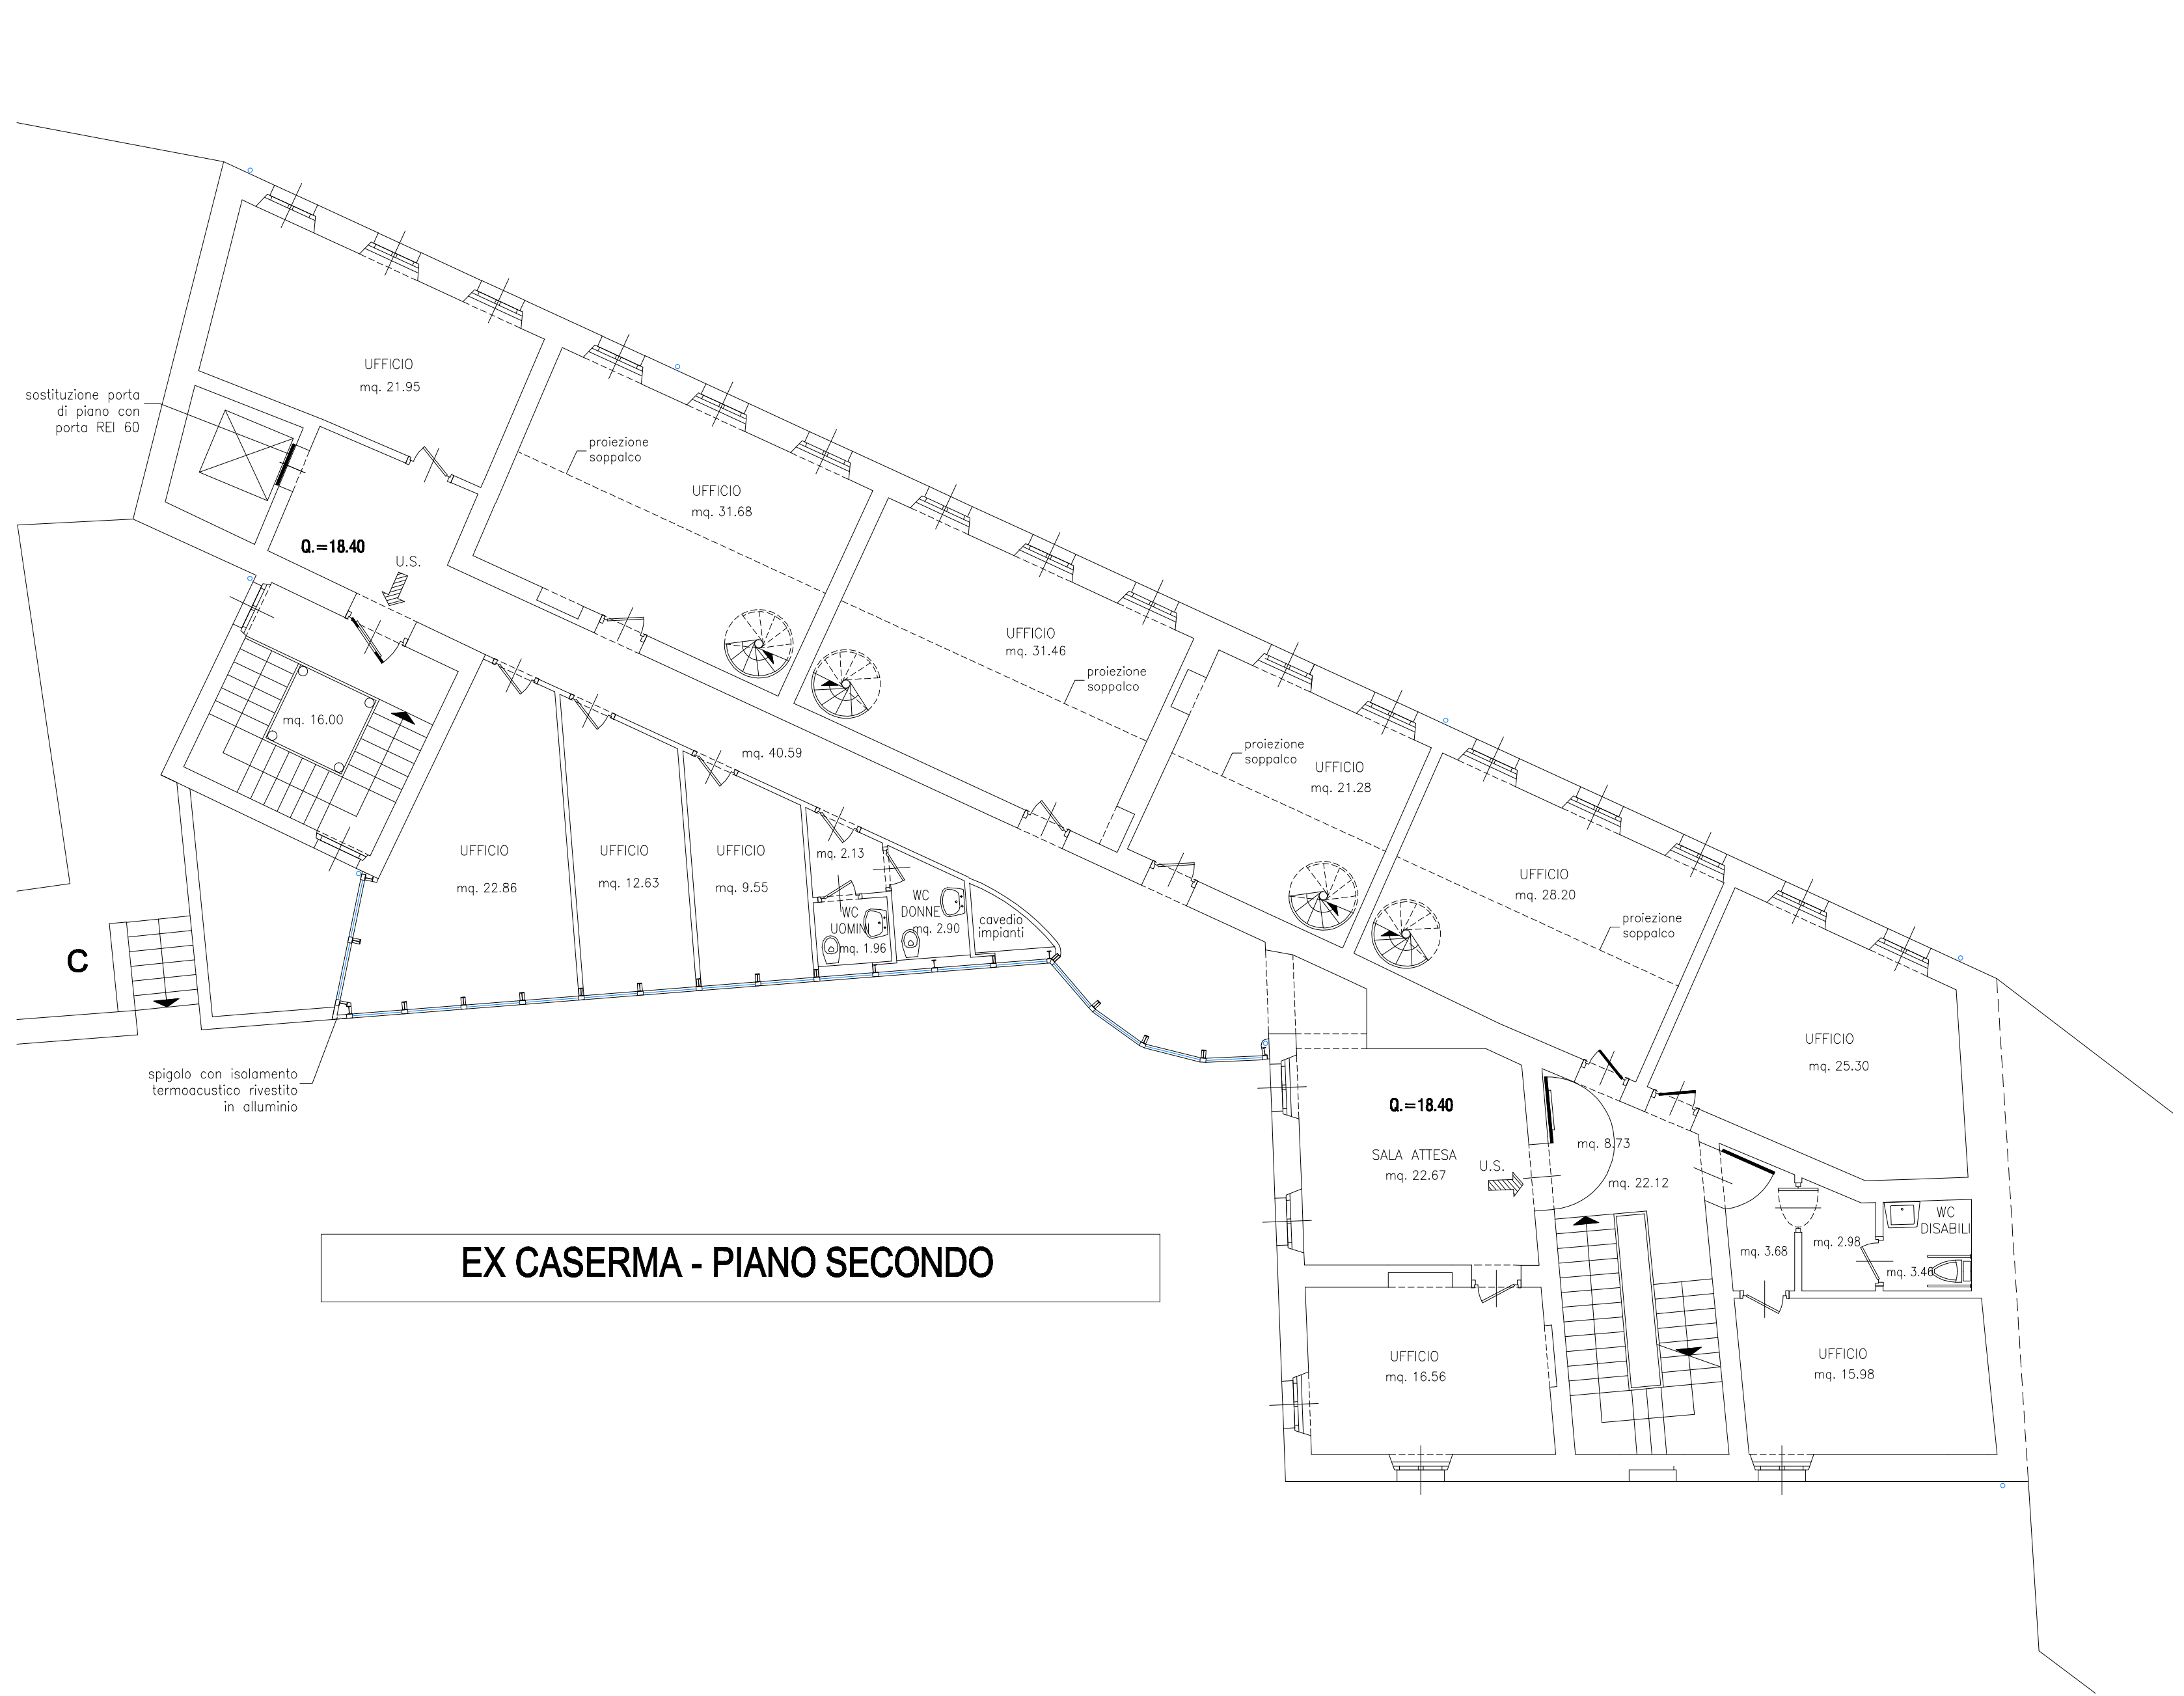 UFFICIO
mq. 21.95
sostituzione porta
di piano con
porta REI 60
proiezione
soppalco
UFFICIO
mq. 31.68
Q.=18.40
U.S.
UFFICIO
mq. 31.46
proiezione
soppalco
mq. 16.00
mq. 40.59
proiezione
soppalco
UFFICIO
mq. 21.28
UFFICIO
mq. 22.86
UFFICIO
mq. 12.63
UFFICIO
mq. 9.55
mq. 2.13
WC
UOMINI
mq. 1.96
WC
DONNE
mq. 2.90
cavedio
impianti
UFFICIO
mq. 28.20
proiezione
soppalco
C
UFFICIO
mq. 25.30
spigolo con isolamento
termoacustico rivestito
in alluminio
Q.=18.40
SALA ATTESA
mq. 22.67
U.S.
mq. 8.73
mq. 22.12
WC
DISABILI
mq. 3.68
mq. 2.98
mq. 3.46
EX CASERMA - PIANO SECONDO
UFFICIO
mq. 16.56
UFFICIO
mq. 15.98